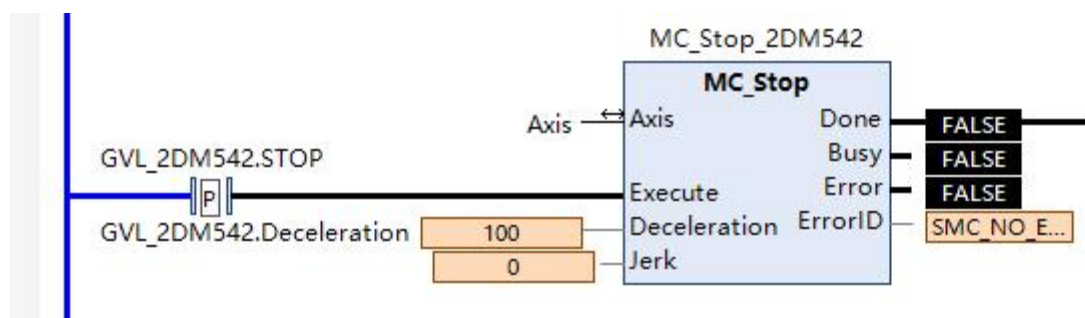 MC_Stop_2DM542
MC_Stop
Axis Axis Done FALSE
Busy FALSE
GVL_2DM542.STOP
P Execute Error FALSE
GVL_2DM542.Deceleration 100 Deceleration ErrorID SMC_NO_E...
0 Jerk